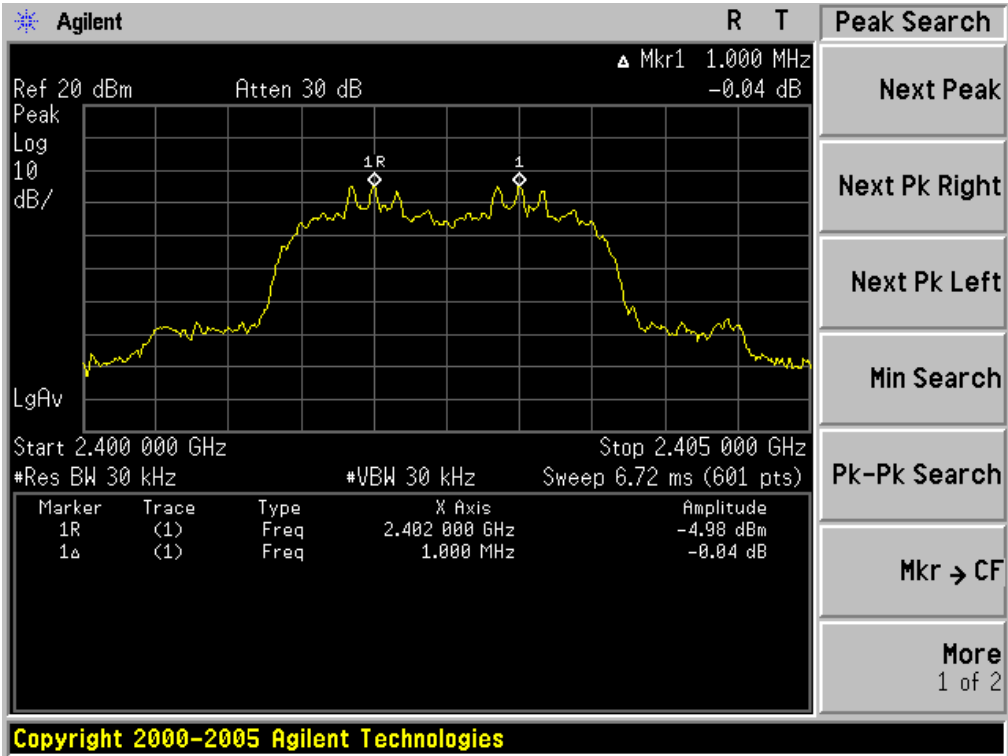 Agilent R T
Peak Search
▵ Mkr1 1.000 MHz
Ref 20 dBm Atten 30 dB -0.04 dB
Peak
Log
10
dB/
1R 1
LgAv
Start 2.400 000 GHz Stop 2.405 000 GHz
#Res BW 30 kHz #VBW 30 kHz Sweep 6.72 ms (601 pts)
Marker Trace Type X Axis Amplitude
1R (1) Freq 2.402 000 GHz -4.98 dBm
1▵ (1) Freq 1.000 MHz -0.04 dB
Next Peak
Next Pk Right
Next Pk Left
Min Search
Pk-Pk Search
Mkr → CF
More
1 of 2
Copyright 2000-2005 Agilent Technologies